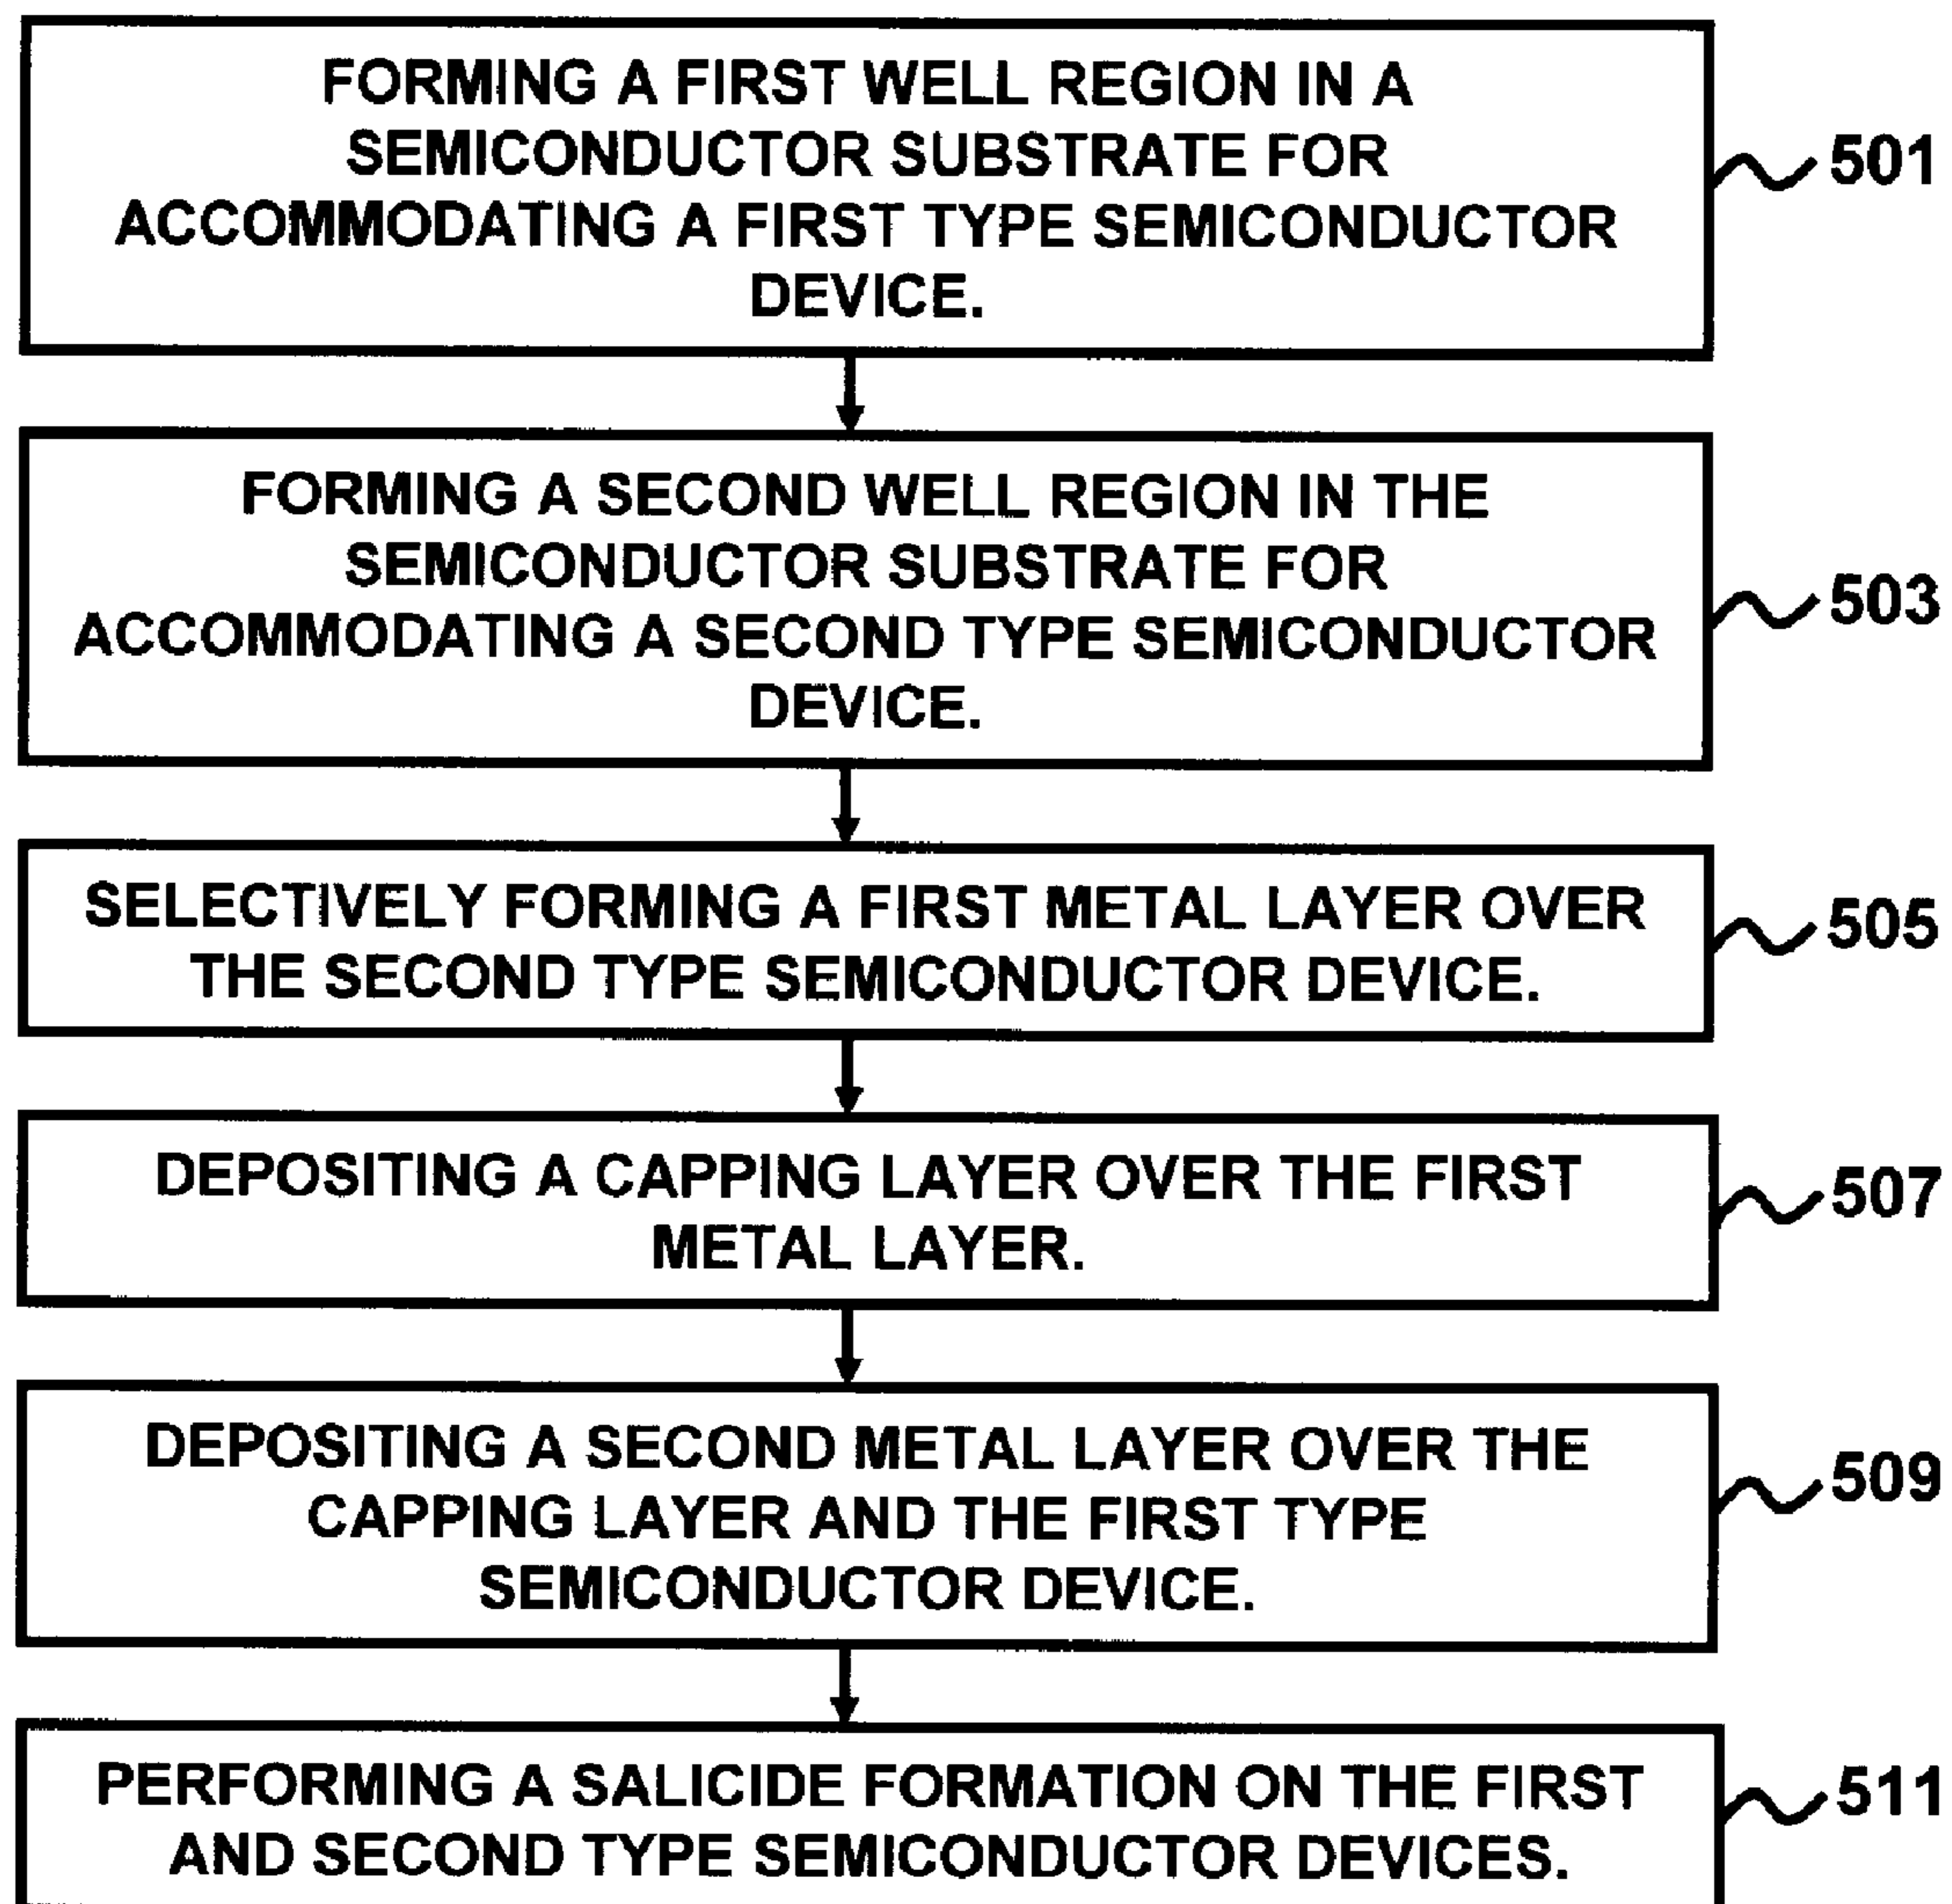 FORMING A FIRST WELL REGION IN A
SEMICONDUCTOR SUBSTRATE FOR
ACCOMMODATING A FIRST TYPE SEMICONDUCTOR
DEVICE.
501
FORMING A SECOND WELL REGION IN THE
SEMICONDUCTOR SUBSTRATE FOR
ACCOMMODATING A SECOND TYPE SEMICONDUCTOR
DEVICE.
503
SELECTIVELY FORMING A FIRST METAL LAYER OVER
THE SECOND TYPE SEMICONDUCTOR DEVICE.
505
DEPOSITING A CAPPING LAYER OVER THE FIRST
METAL LAYER.
507
DEPOSITING A SECOND METAL LAYER OVER THE
CAPPING LAYER AND THE FIRST TYPE
SEMICONDUCTOR DEVICE.
509
PERFORMING A SALICIDE FORMATION ON THE FIRST
AND SECOND TYPE SEMICONDUCTOR DEVICES.
511